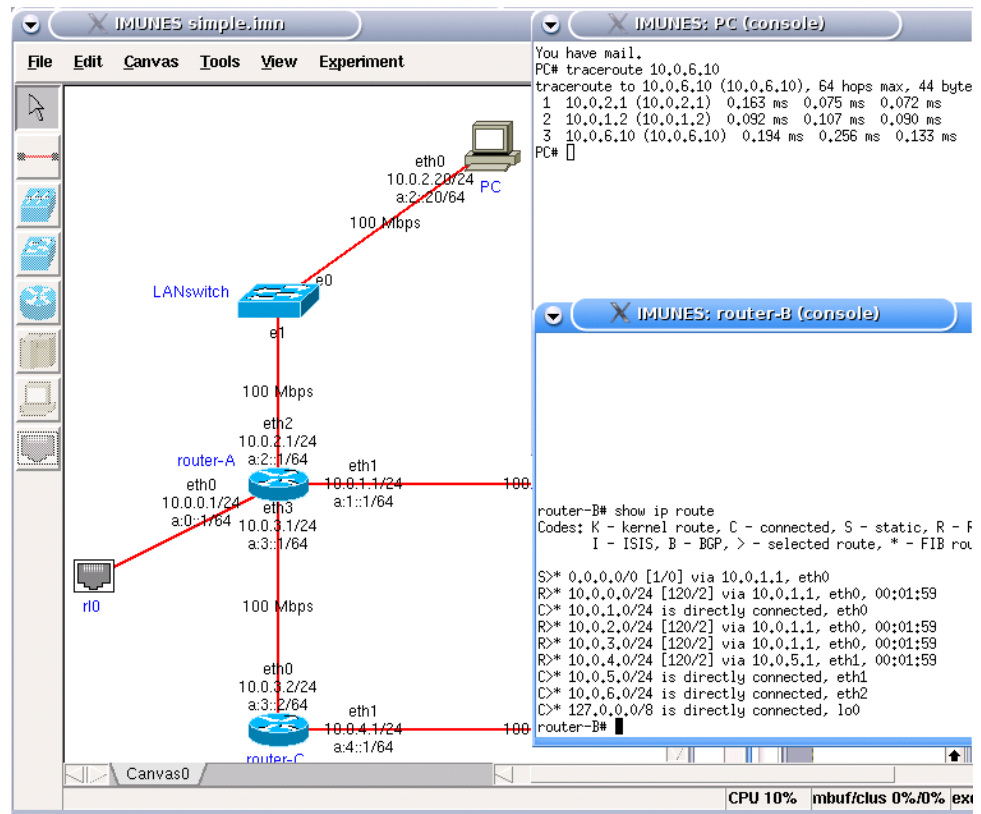 IMUNES simple.imn
File Edit Canvas Tools View Experiment
eth0
10.0.2.20/24
a:2::20/64
PC
100 Mbps
LANswitch
e0
e1
100 Mbps
eth2
10.0.2.1/24
a:2::1/64
router-A
eth1
10.0.1.1/24
a:1::1/64
100
eth0
10.0.0.1/24
a:0::1/64
eth3
10.0.3.1/24
a:3::1/64
rl0
100 Mbps
eth0
10.0.3.2/24
a:3::2/64
eth1
10.0.4.1/24
a:4::1/64
100
router-C
Canvas0
CPU 10% mbuf/clus 0%/0% exe
IMUNES: PC (console)
You have mail.
PC# traceroute 10.0.6.10
traceroute to 10.0.6.10 (10.0.6.10), 64 hops max, 44 byte
1 10.0.2.1 (10.0.2.1) 0.163 ms 0.075 ms 0.072 ms
2 10.0.1.2 (10.0.1.2) 0.092 ms 0.107 ms 0.090 ms
3 10.0.6.10 (10.0.6.10) 0.194 ms 0.256 ms 0.133 ms
PC#
IMUNES: router-B (console)
router-B# show ip route
Codes: K - kernel route, C - connected, S - static, R - R
I - ISIS, B - BGP, > - selected route, * - FIB rou
S>* 0.0.0.0/0 [1/0] via 10.0.1.1, eth0
R>* 10.0.0.0/24 [120/2] via 10.0.1.1, eth0, 00:01:59
C>* 10.0.1.0/24 is directly connected, eth0
R>* 10.0.2.0/24 [120/2] via 10.0.1.1, eth0, 00:01:59
R>* 10.0.3.0/24 [120/2] via 10.0.1.1, eth0, 00:01:59
R>* 10.0.4.0/24 [120/2] via 10.0.5.1, eth1, 00:01:59
C>* 10.0.5.0/24 is directly connected, eth1
C>* 10.0.6.0/24 is directly connected, eth2
C>* 127.0.0.0/8 is directly connected, lo0
router-B#